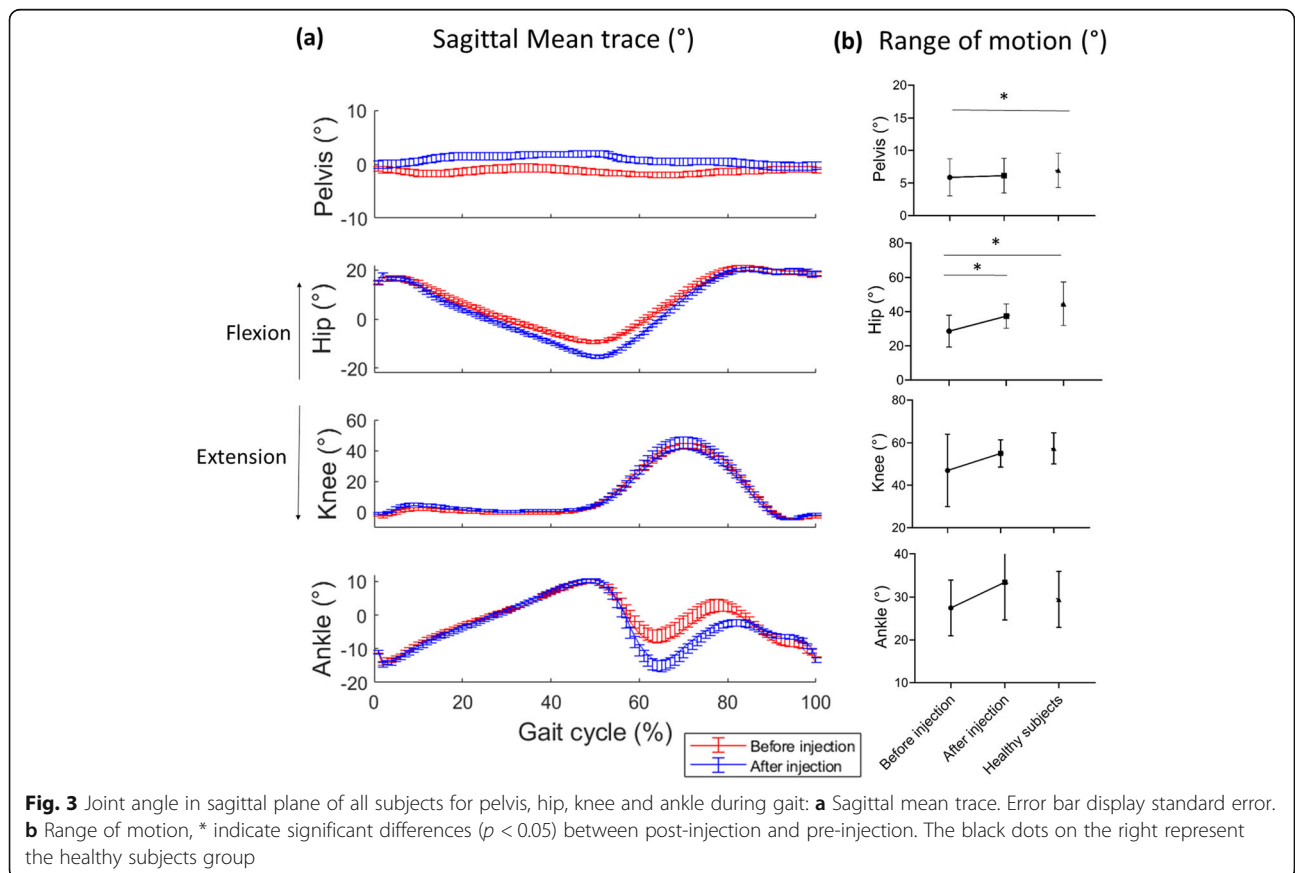 (a) Sagittal Mean trace (°)
(b) Range of motion (°)
10
0
-10
Pelvis (°)
20
0
-20
Hip (°)
Flexion
Extension
60
40
20
0
Knee (°)
10
0
-10
-20
Ankle (°)
0 20 40 60 80 100
Gait cycle (%)
Before injection
After injection
20
15
10
5
0
Pelvis (°)
*
80
60
40
20
0
Hip (°)
*
*
80
60
40
20
Knee (°)
40
30
20
10
Ankle (°)
Before injection
After injection
Healthy subjects
Fig. 3 Joint angle in sagittal plane of all subjects for pelvis, hip, knee and ankle during gait: a Sagittal mean trace. Error bar display standard error.
b Range of motion, * indicate significant differences (p < 0.05) between post-injection and pre-injection. The black dots on the right represent
the healthy subjects group